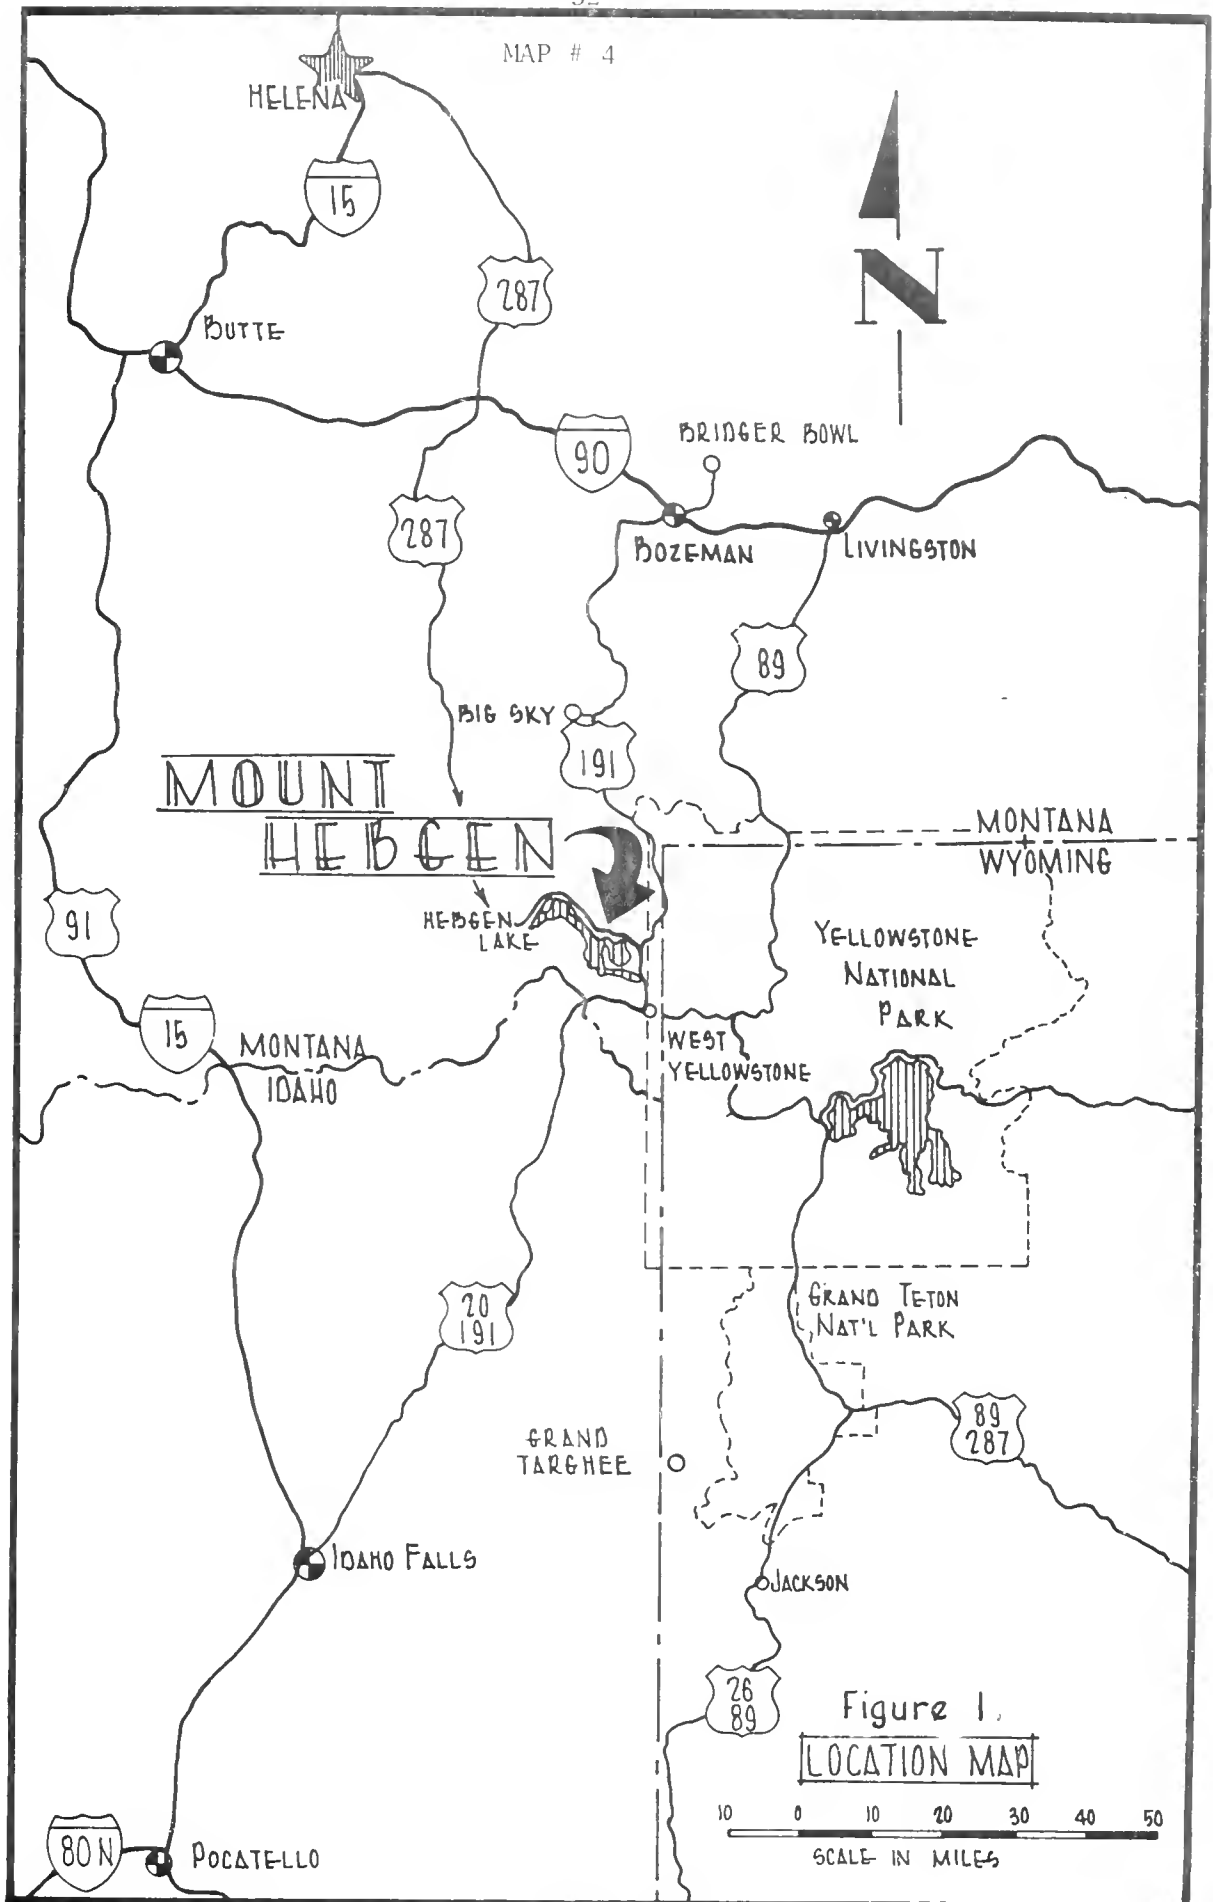 MAP # 4
HELENA
15
287
BUTTE
BRIDGER BOWL
90
287
BOZEMAN
LIVINGSTON
89
BIG SKY
191
MOUNT
HEBGEN
MONTANA
WYOMING
91
HEBGEN
LAKE
YELLOWSTONE
NATIONAL
PARK
15
MONTANA
IDAHO
WEST
YELLOWSTONE
20
191
GRAND TETON
NAT'L PARK
89
287
GRAND
TARGHEE
IDAHO FALLS
JACKSON
26
89
Figure 1.
LOCATION MAP
10 0 10 20 30 40 50
SCALE IN MILES
80N
POCATELLO
N